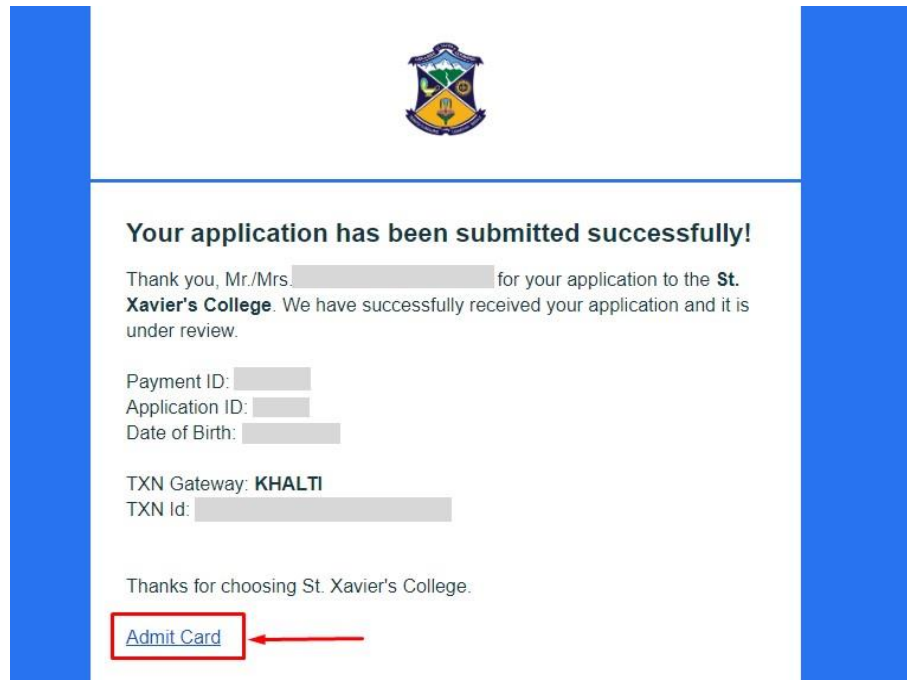 Your application has been submitted successfully!
Thank you, Mr./Mrs. for your application to the St.
Xavier's College. We have successfully received your application and it is
under review.
Payment ID:
Application ID:
Date of Birth:
TXN Gateway: KHALTI
TXN Id:
Thanks for choosing St. Xavier's College.
Admit Card